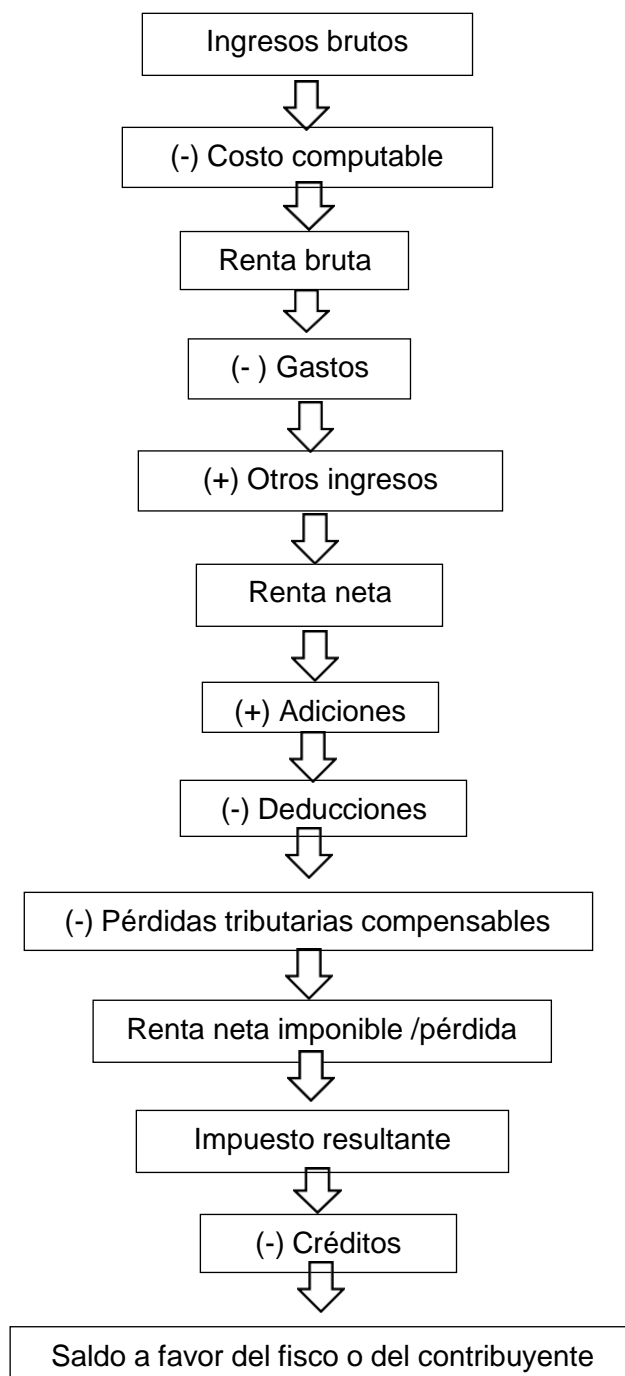 Ingresos brutos
(-) Costo computable
Renta bruta
(- ) Gastos
(+) Otros ingresos
Renta neta
(+) Adiciones
(-) Deducciones
(-) Pérdidas tributarias compensables
Renta neta imponible /pérdida
Impuesto resultante
(-) Créditos
Saldo a favor del fisco o del contribuyente